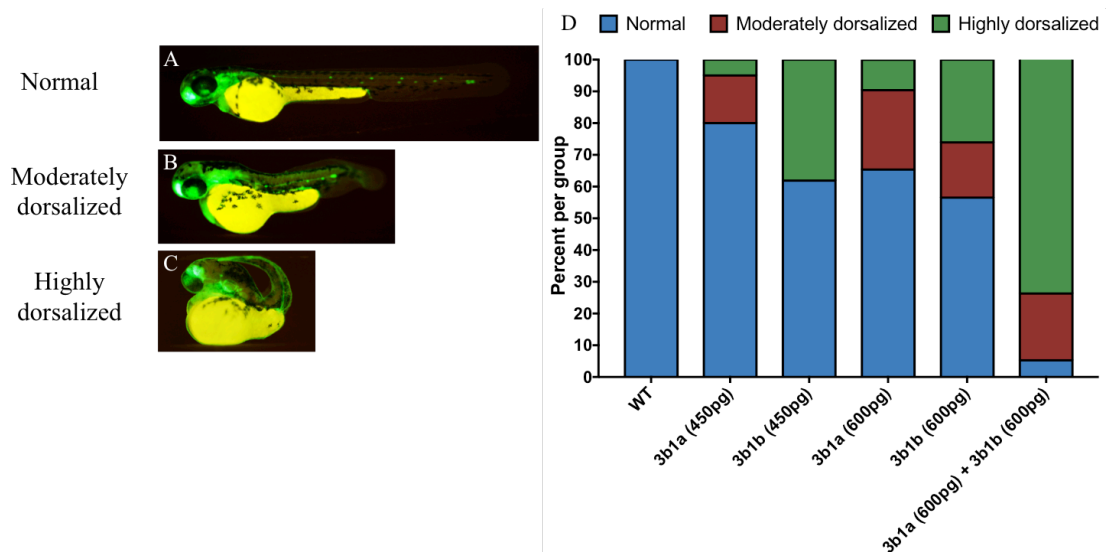 Normal
A
Moderately
dorsalized
B
Highly
dorsalized
C
D Normal Moderately dorsalized Highly dorsalized
Percent per group
100
90
80
70
60
50
40
30
20
10
0
WT
3b1a (450pg)
3b1b (450pg)
3b1a (600pg)
3b1b (600pg)
3b1a (600pg) + 3b1b (600pg)